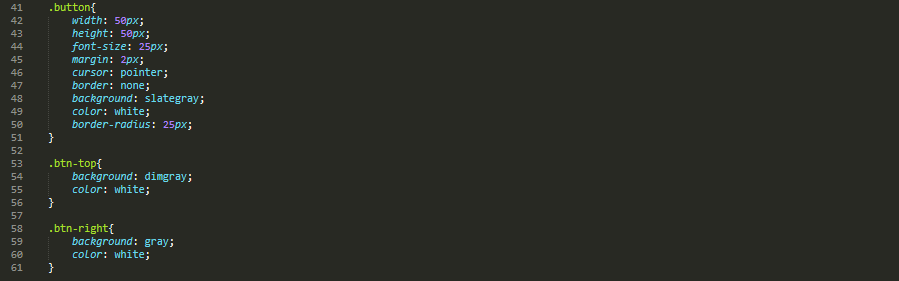 41 .button{
42 width: 50px;
43 height: 50px;
44 font-size: 25px;
45 margin: 2px;
46 cursor: pointer;
47 border: none;
48 background: slategray;
49 color: white;
50 border-radius: 25px;
51 }
52
53 .btn-top{
54 background: dimgray;
55 color: white;
56 }
57
58 .btn-right{
59 background: gray;
60 color: white;
61 }